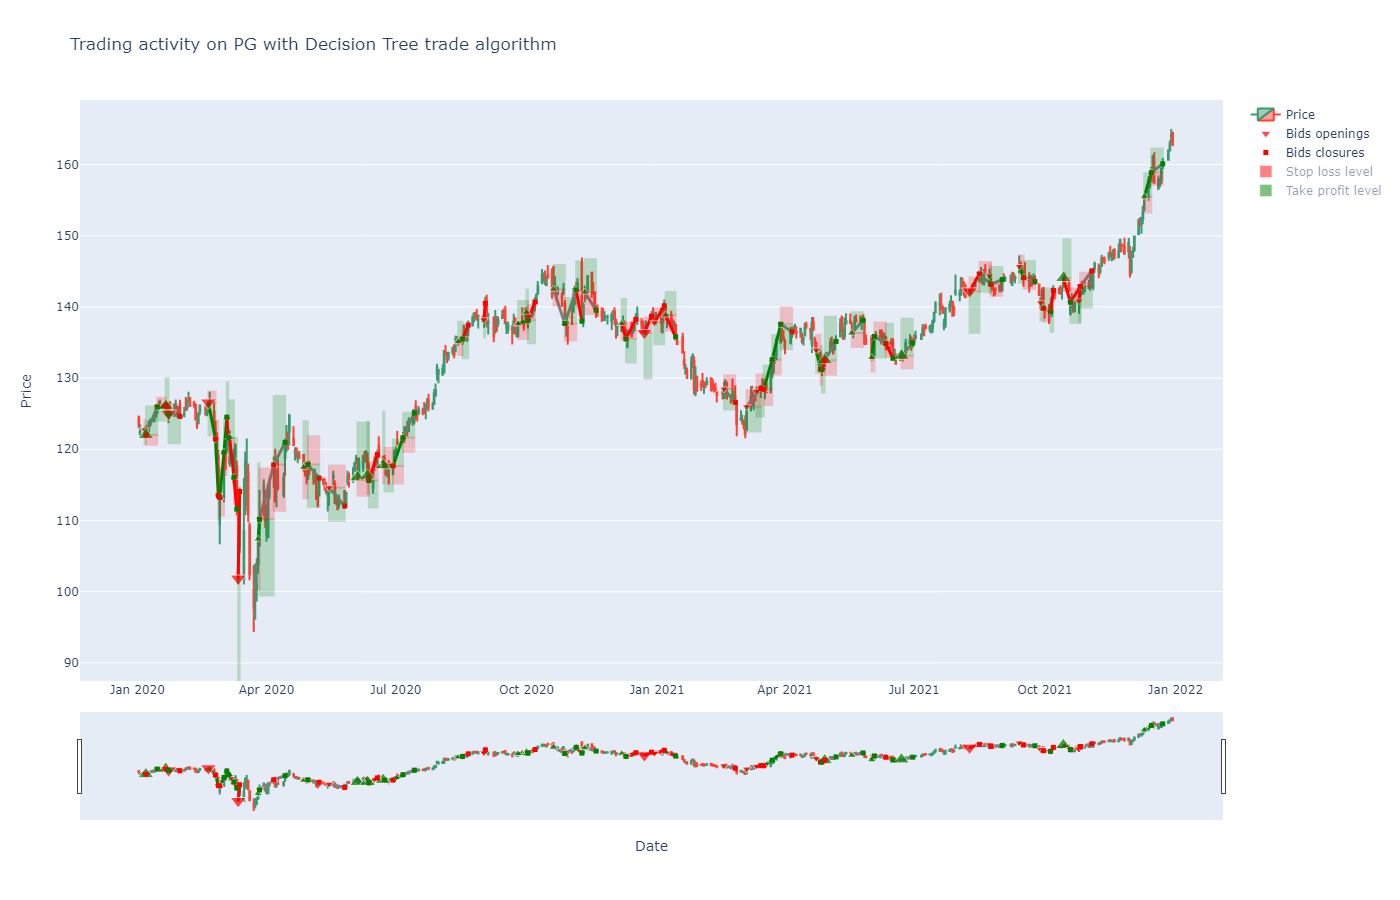 Trading activity on PG with Decision Tree trade algorithm
Price
Bids openings
Bids closures
Stop loss level
Take profit level
160
150
140
130
120
110
100
90
Price
Jan 2020
Apr 2020
Jul 2020
Oct 2020
Jan 2021
Apr 2021
Jul 2021
Oct 2021
Jan 2022
Date